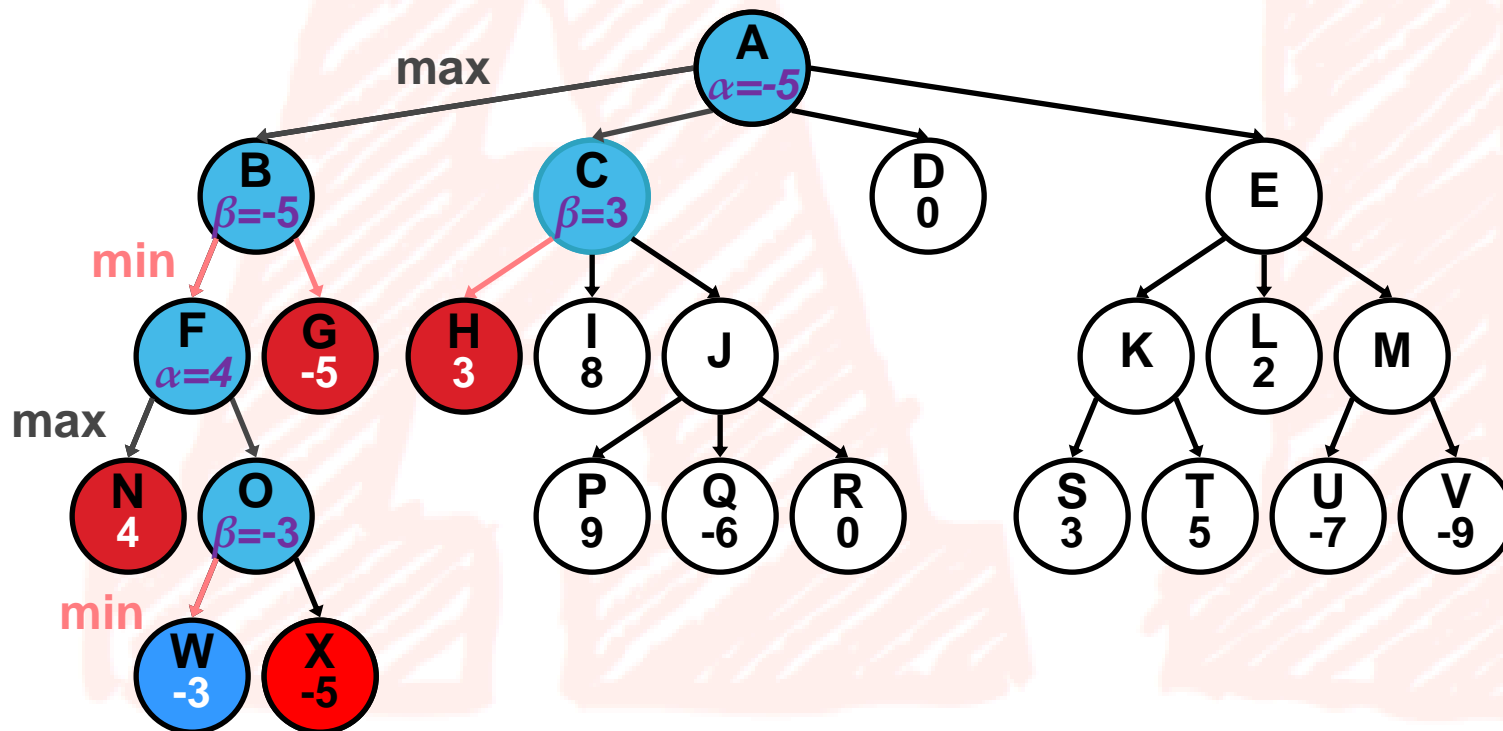 A
max
α=-5
B
β=-5
C
β=3
D
0
E
min
F
α=4
G
-5
H
3
I
8
J
K
L
2
M
max
N
4
O
β=-3
P
9
Q
-6
R
0
S
3
T
5
U
-7
V
-9
min
W
-3
X
-5